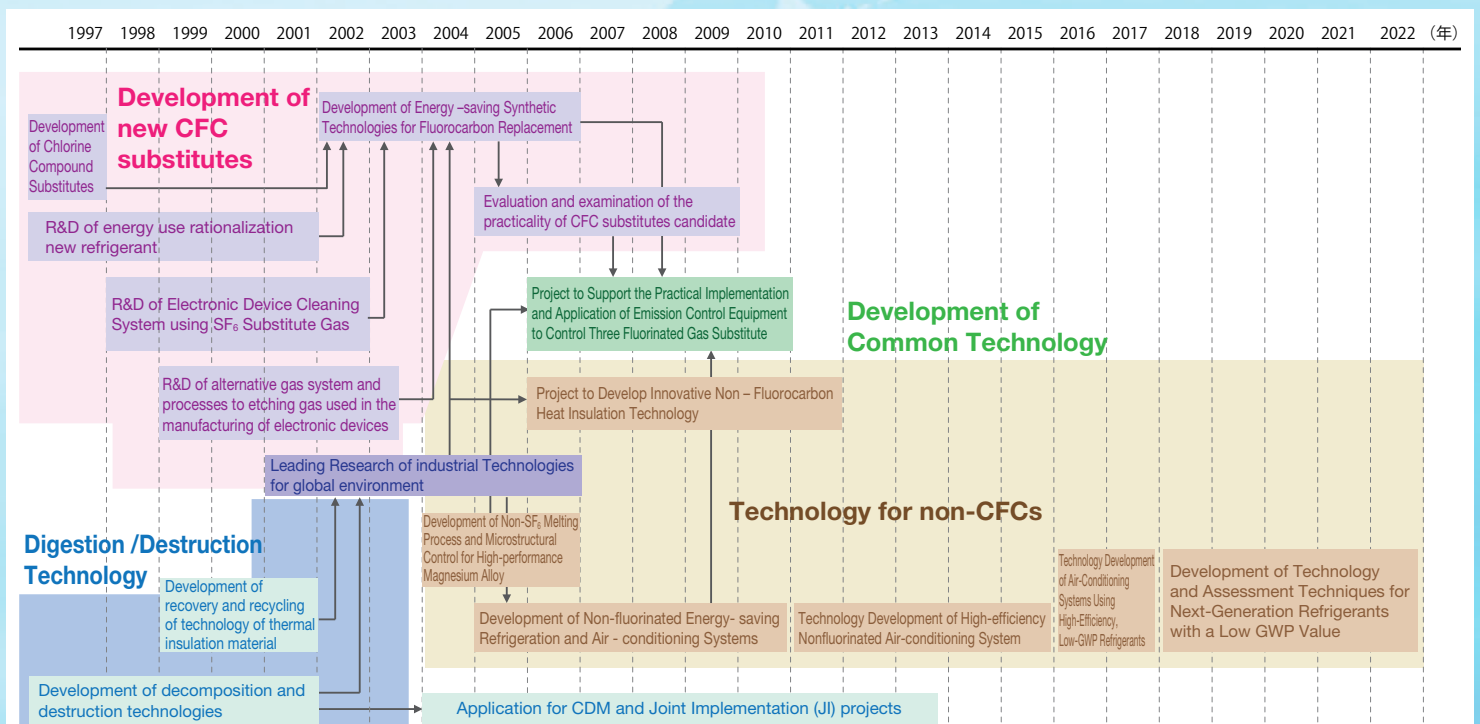 1997 1998 1999 2000 2001 2002 2003 2004 2005 2006 2007 2008 2009 2010 2011 2012 2013 2014 2015 2016 2017 2018 2019 2020 2021 2022 (年)
Development of
new CFC
substitutes
Development
of Chlorine
Compound
Substitutes
Development of Energy –saving Synthetic
Technologies for Fluorocarbon Replacement
Evaluation and examination of the
practicality of CFC substitutes candidate
R&D of energy use rationalization
new refrigerant
R&D of Electronic Device Cleaning
System using SF₆ Substitute Gas
Project to Support the Practical Implementation
and Application of Emission Control Equipment
to Control Three Fluorinated Gas Substitute
Development of
Common Technology
R&D of alternative gas system and
processes to etching gas used in the
manufacturing of electronic devices
Project to Develop Innovative Non – Fluorocarbon
Heat Insulation Technology
Leading Research of industrial Technologies
for global environment
Technology for non-CFCs
Development of Non-SF₆ Melting
Process and Microstructural
Control for High-performance
Magnesium Alloy
Digestion /Destruction
Technology
Development of
recovery and recycling
of technology of thermal
insulation material
Development of Non-fluorinated Energy- saving
Refrigeration and Air - conditioning Systems
Technology Development of High-efficiency
Nonfluorinated Air-conditioning System
Technology Development
of Air-Conditioning
Systems Using
High-Efficiency,
Low-GWP Refrigerants
Development of Technology
and Assessment Techniques for
Next-Generation Refrigerants
with a Low GWP Value
Development of decomposition and
destruction technologies
Application for CDM and Joint Implementation (JI) projects